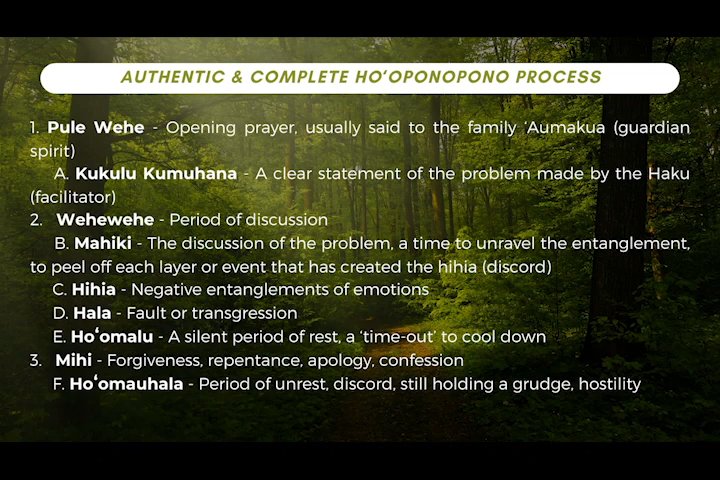 AUTHENTIC & COMPLETE HO’OPONOPONO PROCESS
1. Pule Wehe - Opening prayer, usually said to the family ‘Aumakua (guardian
spirit)
A. Kukulu Kumuhana - A clear statement of the problem made by the Haku
(facilitator)
2. Wehewehe - Period of discussion
B. Mahiki - The discussion of the problem, a time to unravel the entanglement,
to peel off each layer or event that has created the hihia (discord)
C. Hihia - Negative entanglements of emotions
D. Hala - Fault or transgression
E. Hoʻomalu - A silent period of rest, a ‘time-out’ to cool down
3. Mihi - Forgiveness, repentance, apology, confession
F. Hoʻomauhala - Period of unrest, discord, still holding a grudge, hostility